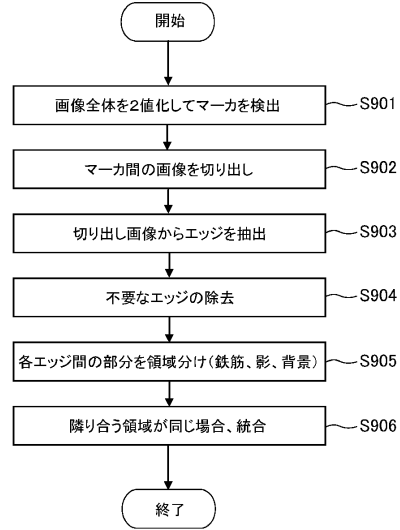 開始
画像全体を２値化してマーカを検出
S901
マーカ間の画像を切り出し
S902
切り出し画像からエッジを抽出
S903
不要なエッジの除去
S904
各エッジ間の部分を領域分け(鉄筋、影、背景)
S905
隣り合う領域が同じ場合、統合
S906
終了